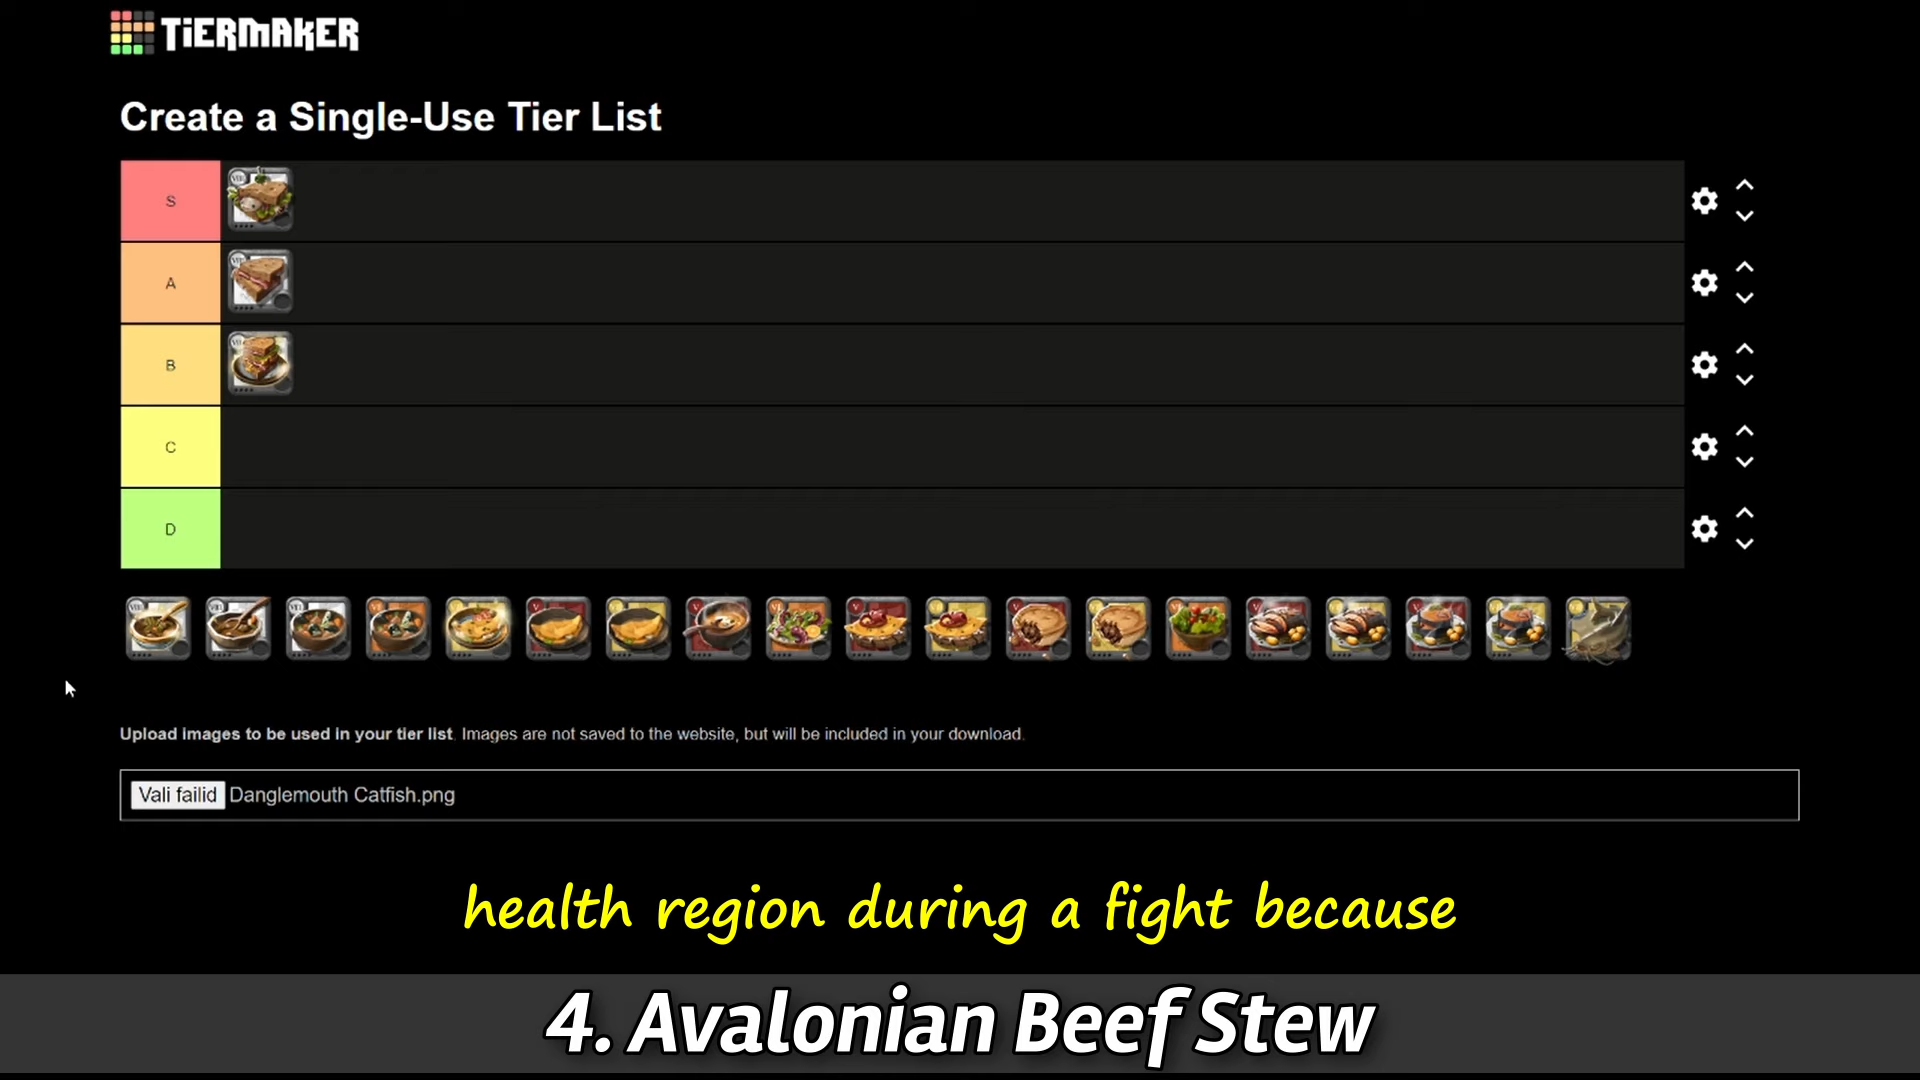 TiERMAKER
Create a Single-Use Tier List
S
A
B
C
D
Upload images to be used in your tier list. Images are not saved to the website, but will be included in your download.
Vali failid Danglemouth Catfish.png
health region during a fight because
4. Avalonian Beef Stew